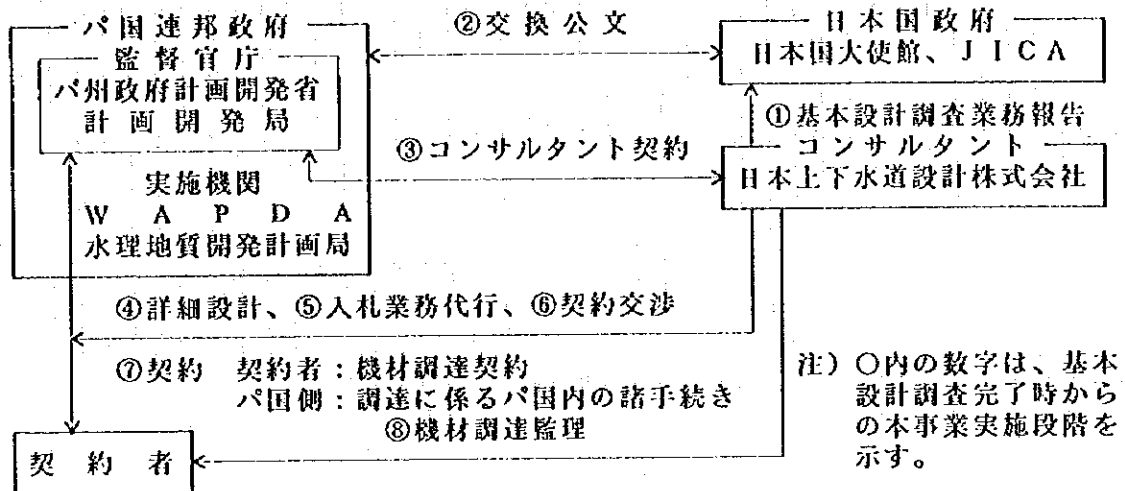 パ国連邦政府
監督官庁
パ州政府計画開発省
計画開発局
実施機関
WAPDA
水理地質開発計画局
②交換公文
日本国政府
日本国大使館、JICA
①基本設計調査業務報告
③コンサルタント契約
コンサルタント
日本上下水道設計株式会社
④詳細設計、⑤入札業務代行、⑥契約交渉
⑦契約 契約者:機材調達契約
パ国側:調達に係るパ国内の諸手続き
⑧機材調達監理
契約者
注)○内の数字は、基本
設計調査完了時から
の本事業実施段階を
示す。